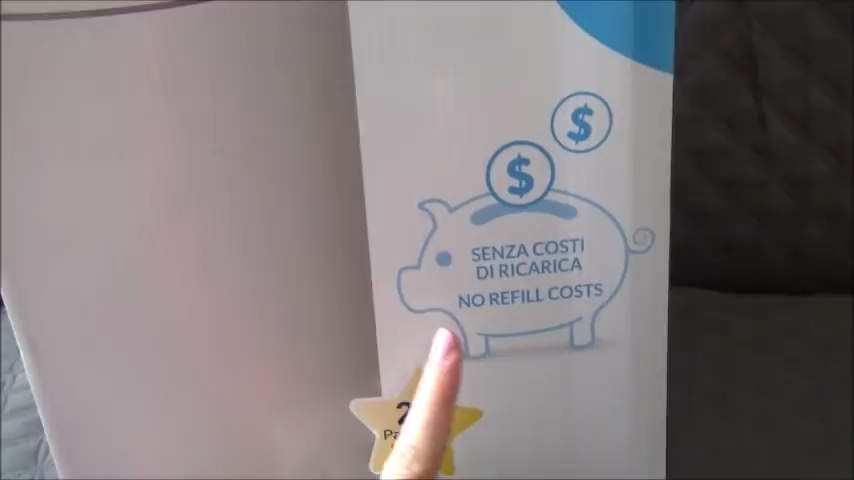 $
$
SENZA COSTI
DI RICARICA
NO REFILL COSTS